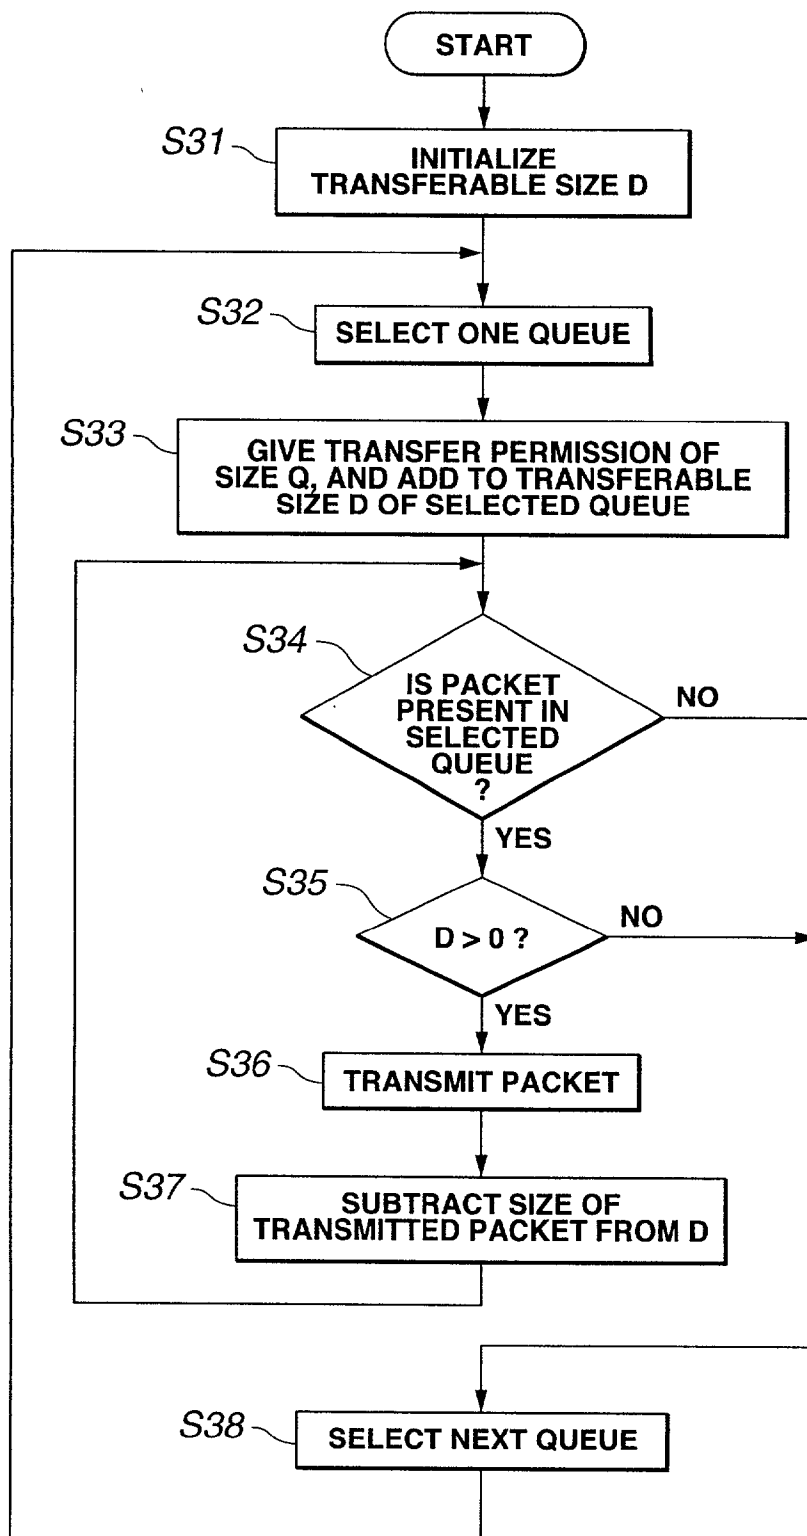 START
S31
INITIALIZE
TRANSFERABLE SIZE D
S32
SELECT ONE QUEUE
S33
GIVE TRANSFER PERMISSION OF
SIZE Q, AND ADD TO TRANSFERABLE
SIZE D OF SELECTED QUEUE
S34
IS PACKET
PRESENT IN
SELECTED
QUEUE
?
NO
YES
S35
D > 0 ?
NO
YES
S36
TRANSMIT PACKET
S37
SUBTRACT SIZE OF
TRANSMITTED PACKET FROM D
S38
SELECT NEXT QUEUE